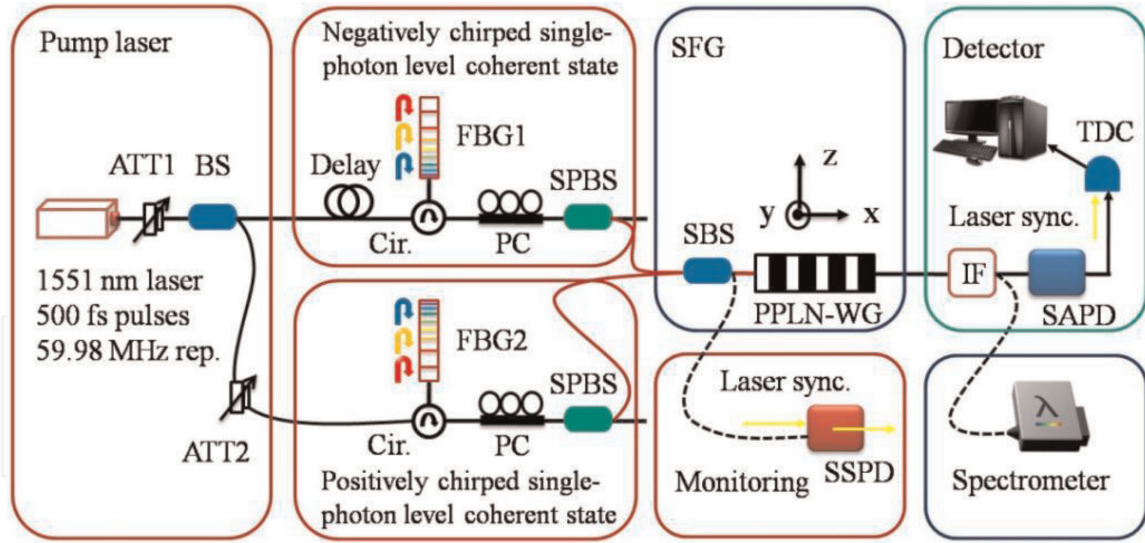 Pump laser
ATT1
BS
1551 nm laser
500 fs pulses
59.98 MHz rep.
ATT2
Negatively chirped single-
photon level coherent state
FBG1
Delay
SPBS
Cir.
PC
FBG2
SPBS
Cir.
PC
Positively chirped single-
photon level coherent state
SFG
z
y
x
SBS
PPLN-WG
Laser sync.
Monitoring
SSPD
Detector
TDC
Laser sync.
IF
SAPD
λ
Spectrometer